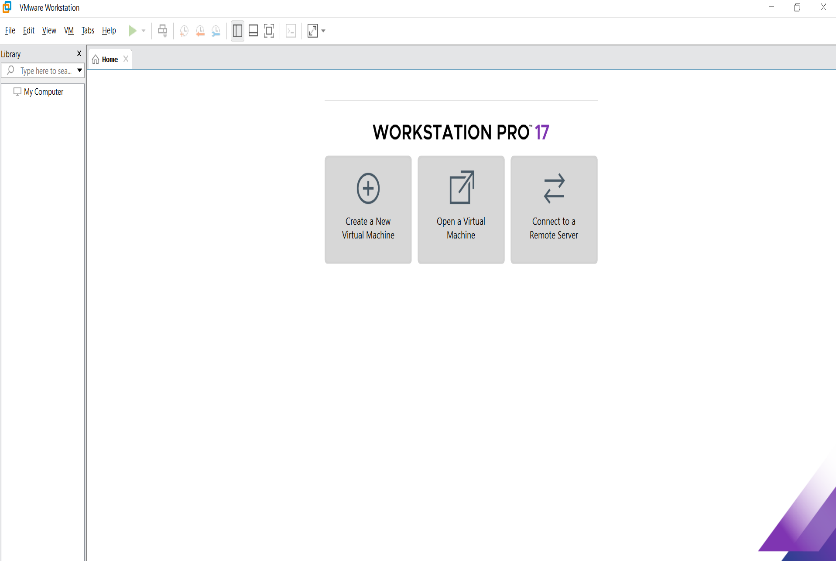 VMware Workstation
File Edit View VM Tabs Help
Library x
Home
Type here to sea...
My Computer
WORKSTATION PRO™ 17
Create a New
Virtual Machine
Open a Virtual
Machine
Connect to a
Remote Server